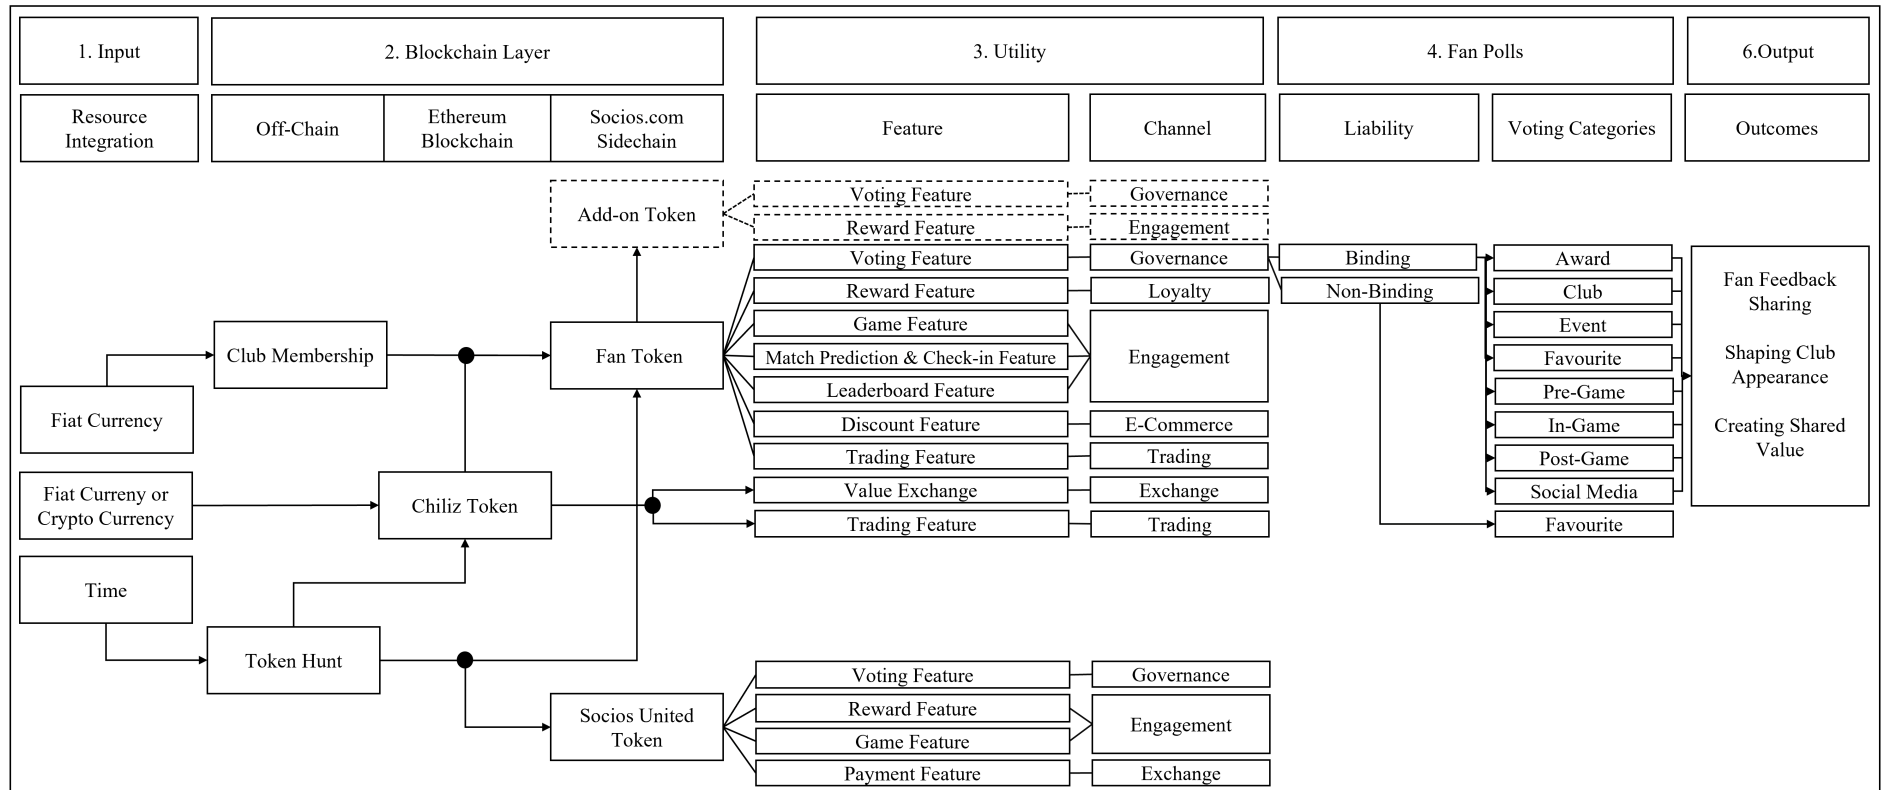 1. Input
2. Blockchain Layer
3. Utility
4. Fan Polls
6.Output
Resource
Integration
Off-Chain
Ethereum
Blockchain
Socios.com
Sidechain
Feature
Channel
Liability
Voting Categories
Outcomes
Add-on Token
Voting Feature
Governance
Reward Feature
Engagement
Voting Feature
Governance
Binding
Award
Reward Feature
Loyalty
Non-Binding
Club
Game Feature
Event
Club Membership
Fan Token
Match Prediction & Check-in Feature
Engagement
Favourite
Leaderboard Feature
Pre-Game
Fiat Currency
Discount Feature
E-Commerce
In-Game
Trading Feature
Trading
Post-Game
Fan Feedback
Sharing
Shaping Club
Appearance
Creating Shared
Value
Fiat Curreny or
Crypto Currency
Chiliz Token
Value Exchange
Exchange
Social Media
Trading Feature
Trading
Favourite
Time
Token Hunt
Socios United
Token
Voting Feature
Governance
Reward Feature
Engagement
Game Feature
Payment Feature
Exchange